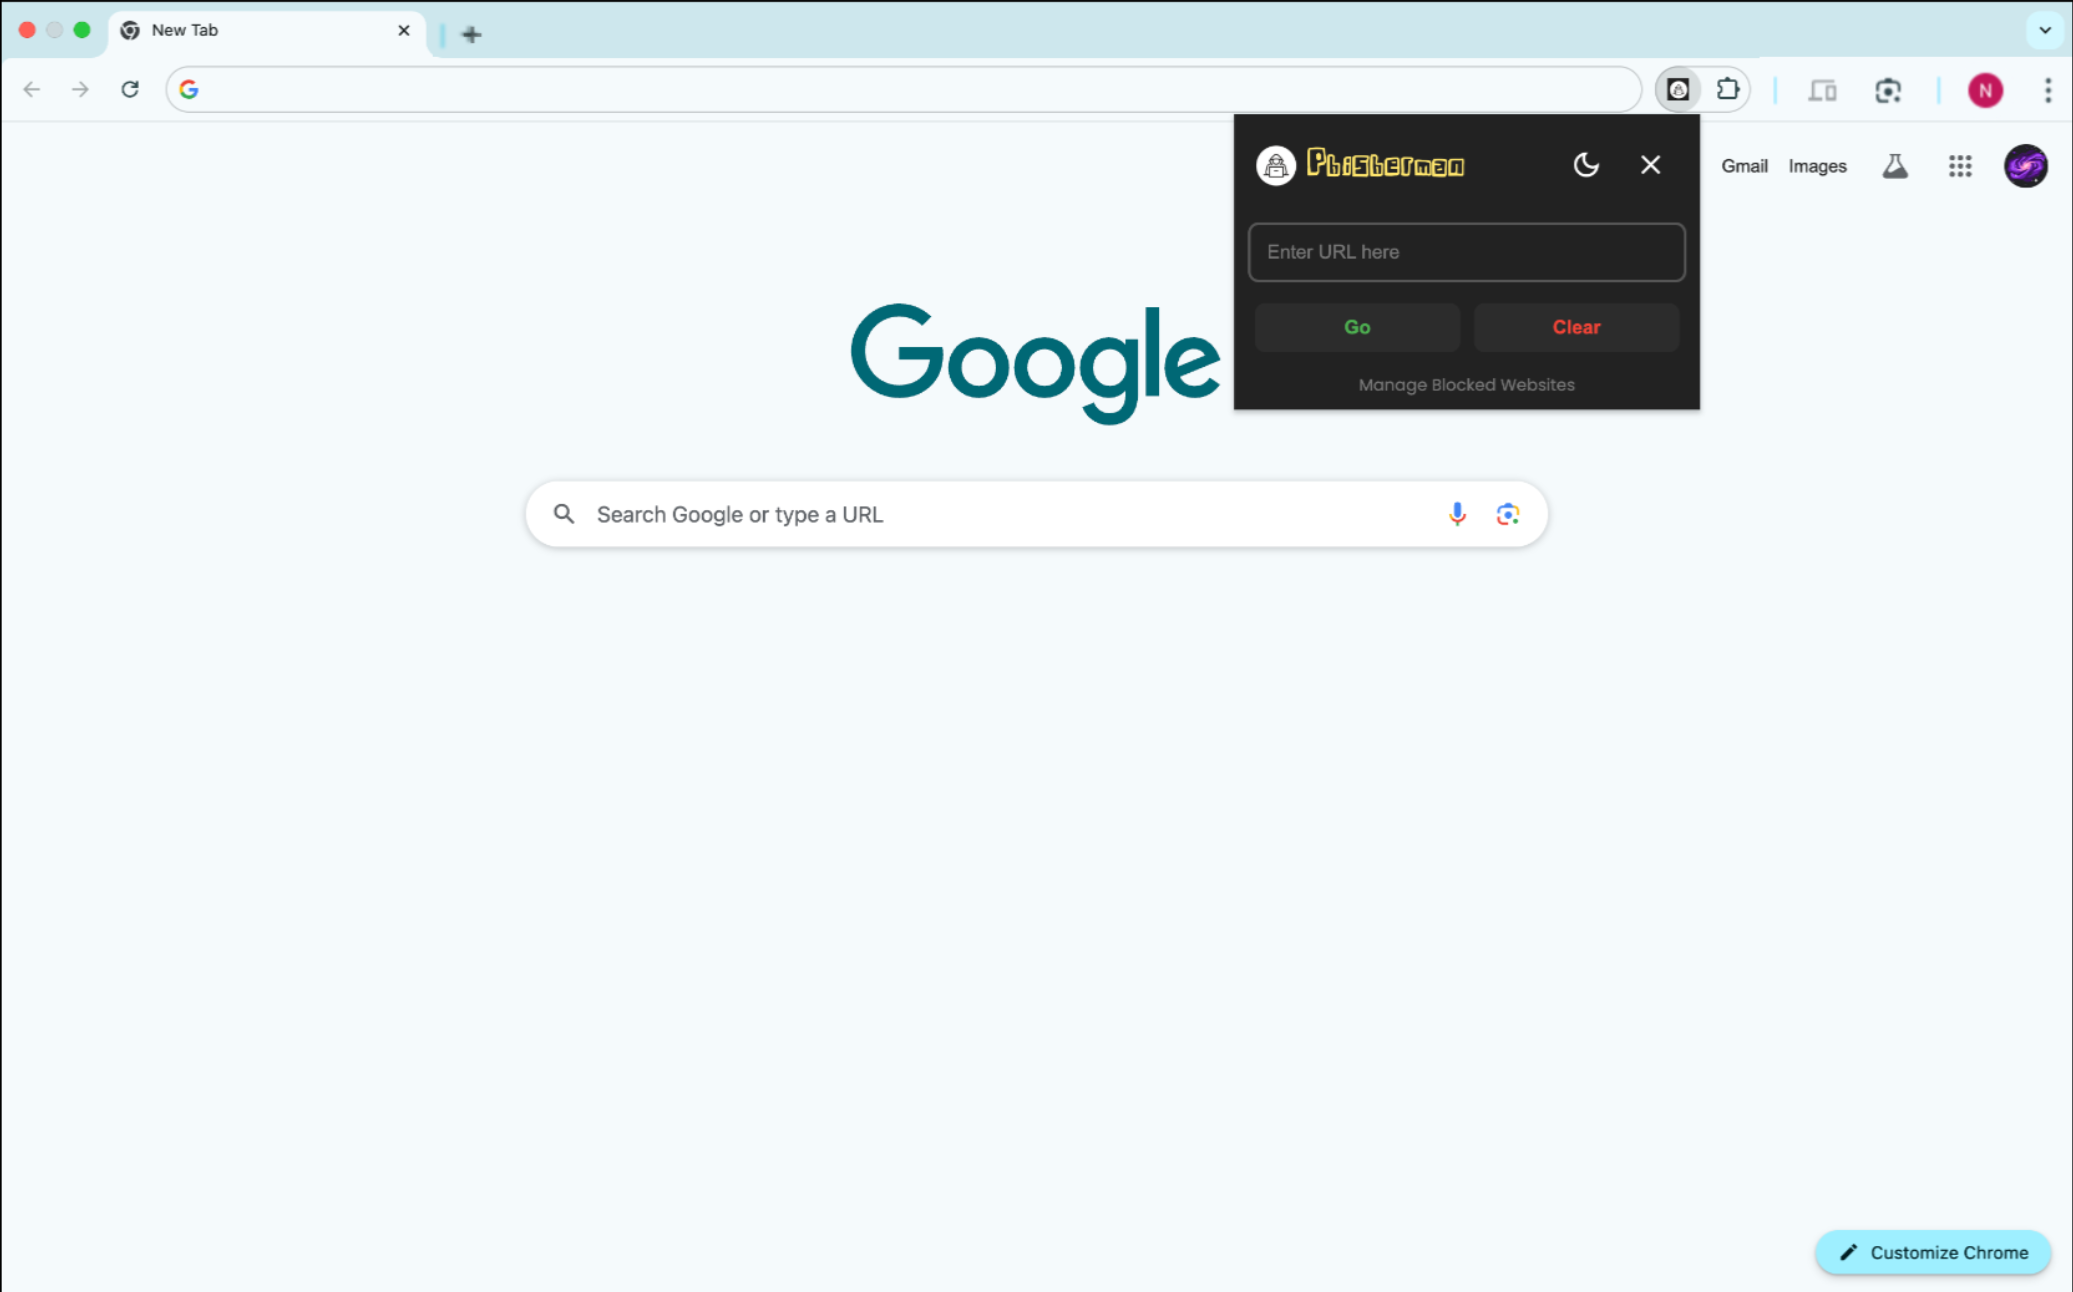 New Tab
N
Phisherman
Gmail Images
Enter URL here
Google
Go Clear
Manage Blocked Websites
Search Google or type a URL
Customize Chrome